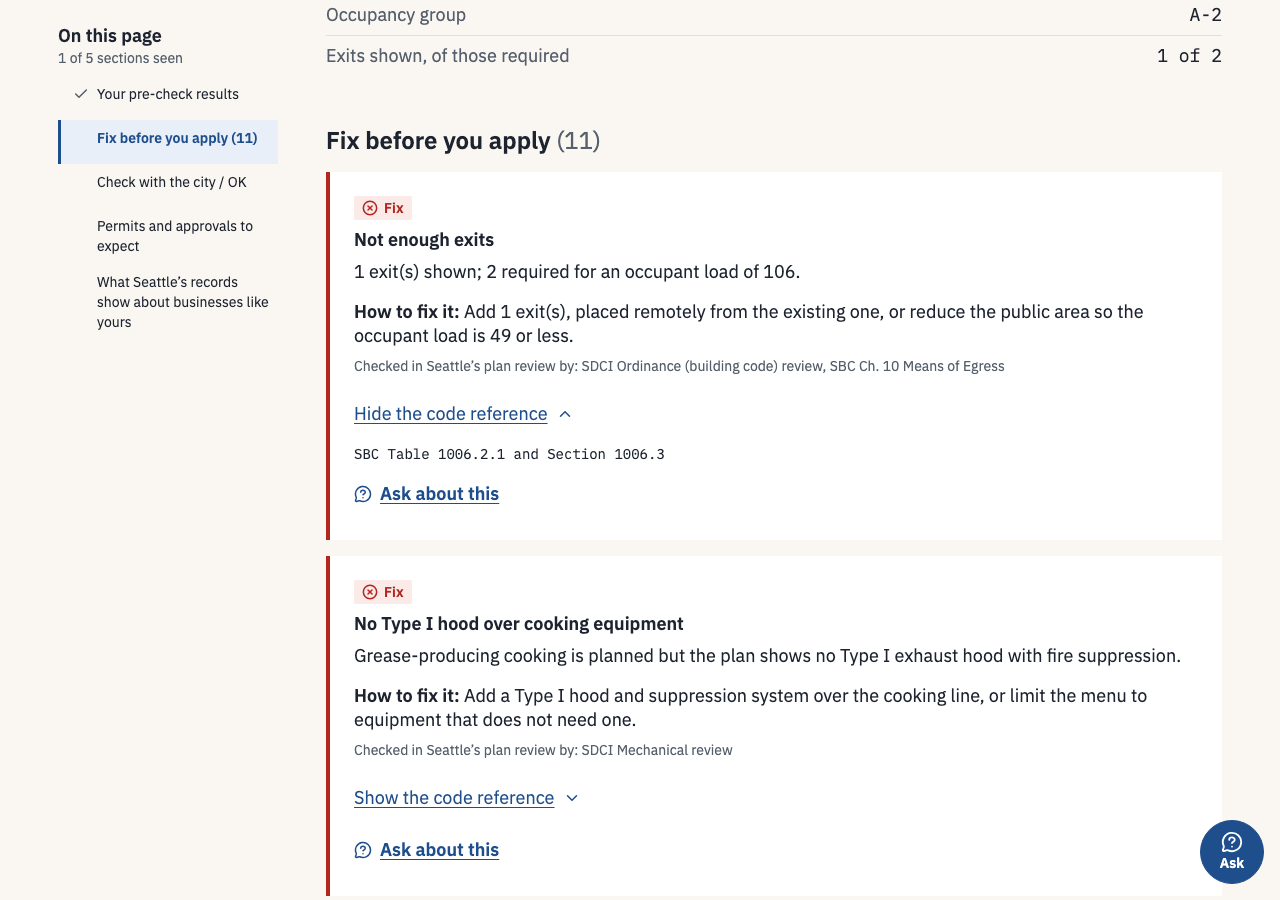 On this page
1 of 5 sections seen
Your pre-check results
Fix before you apply (11)
Check with the city / OK
Permits and approvals to
expect
What Seattle’s records
show about businesses like
yours
Occupancy group A-2
Exits shown, of those required 1 of 2
Fix before you apply (11)
Fix
Not enough exits
1 exit(s) shown; 2 required for an occupant load of 106.
How to fix it: Add 1 exit(s), placed remotely from the existing one, or reduce the public area so the
occupant load is 49 or less.
Checked in Seattle’s plan review by: SDCI Ordinance (building code) review, SBC Ch. 10 Means of Egress
Hide the code reference
SBC Table 1006.2.1 and Section 1006.3
Ask about this
Fix
No Type I hood over cooking equipment
Grease-producing cooking is planned but the plan shows no Type I exhaust hood with fire suppression.
How to fix it: Add a Type I hood and suppression system over the cooking line, or limit the menu to
equipment that does not need one.
Checked in Seattle’s plan review by: SDCI Mechanical review
Show the code reference
Ask about this
Ask